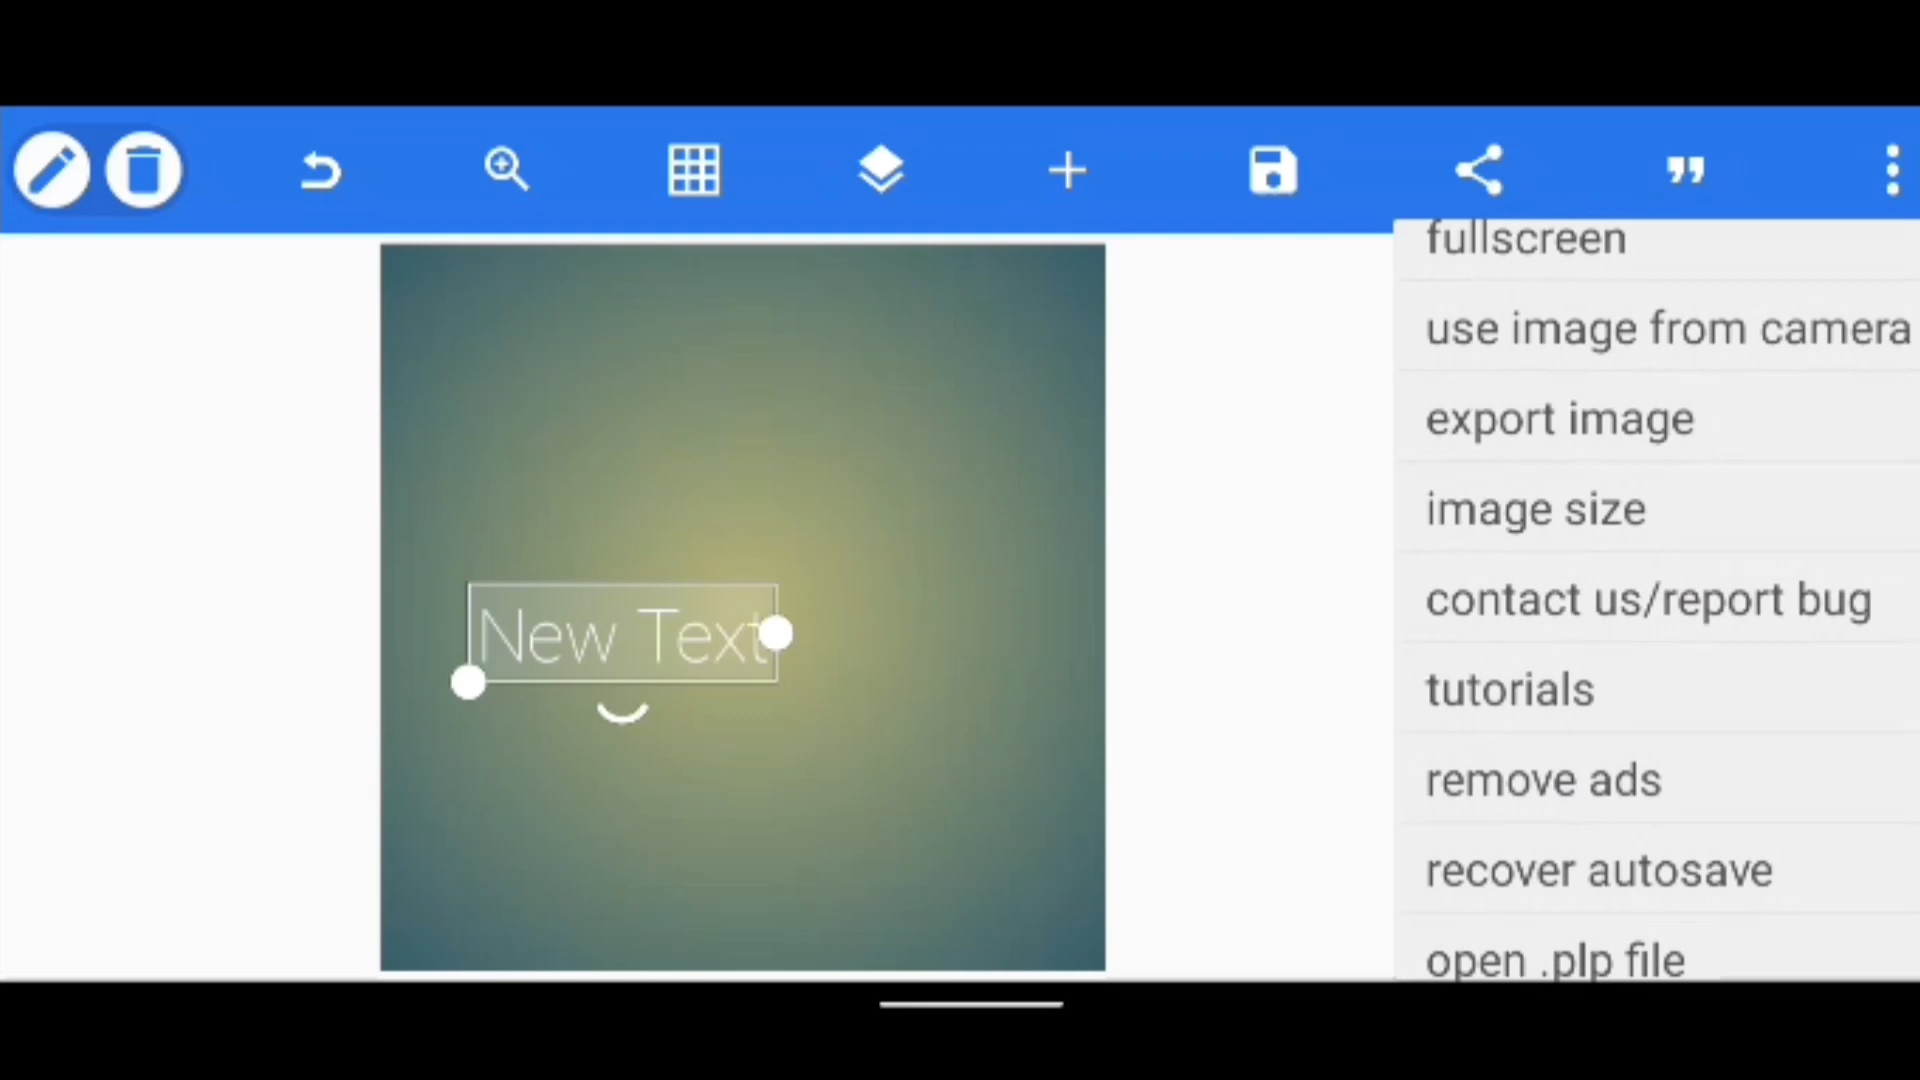 fullscreen
use image from camera
export image
image size
contact us/report bug
tutorials
remove ads
recover autosave
open .plp file
New Text